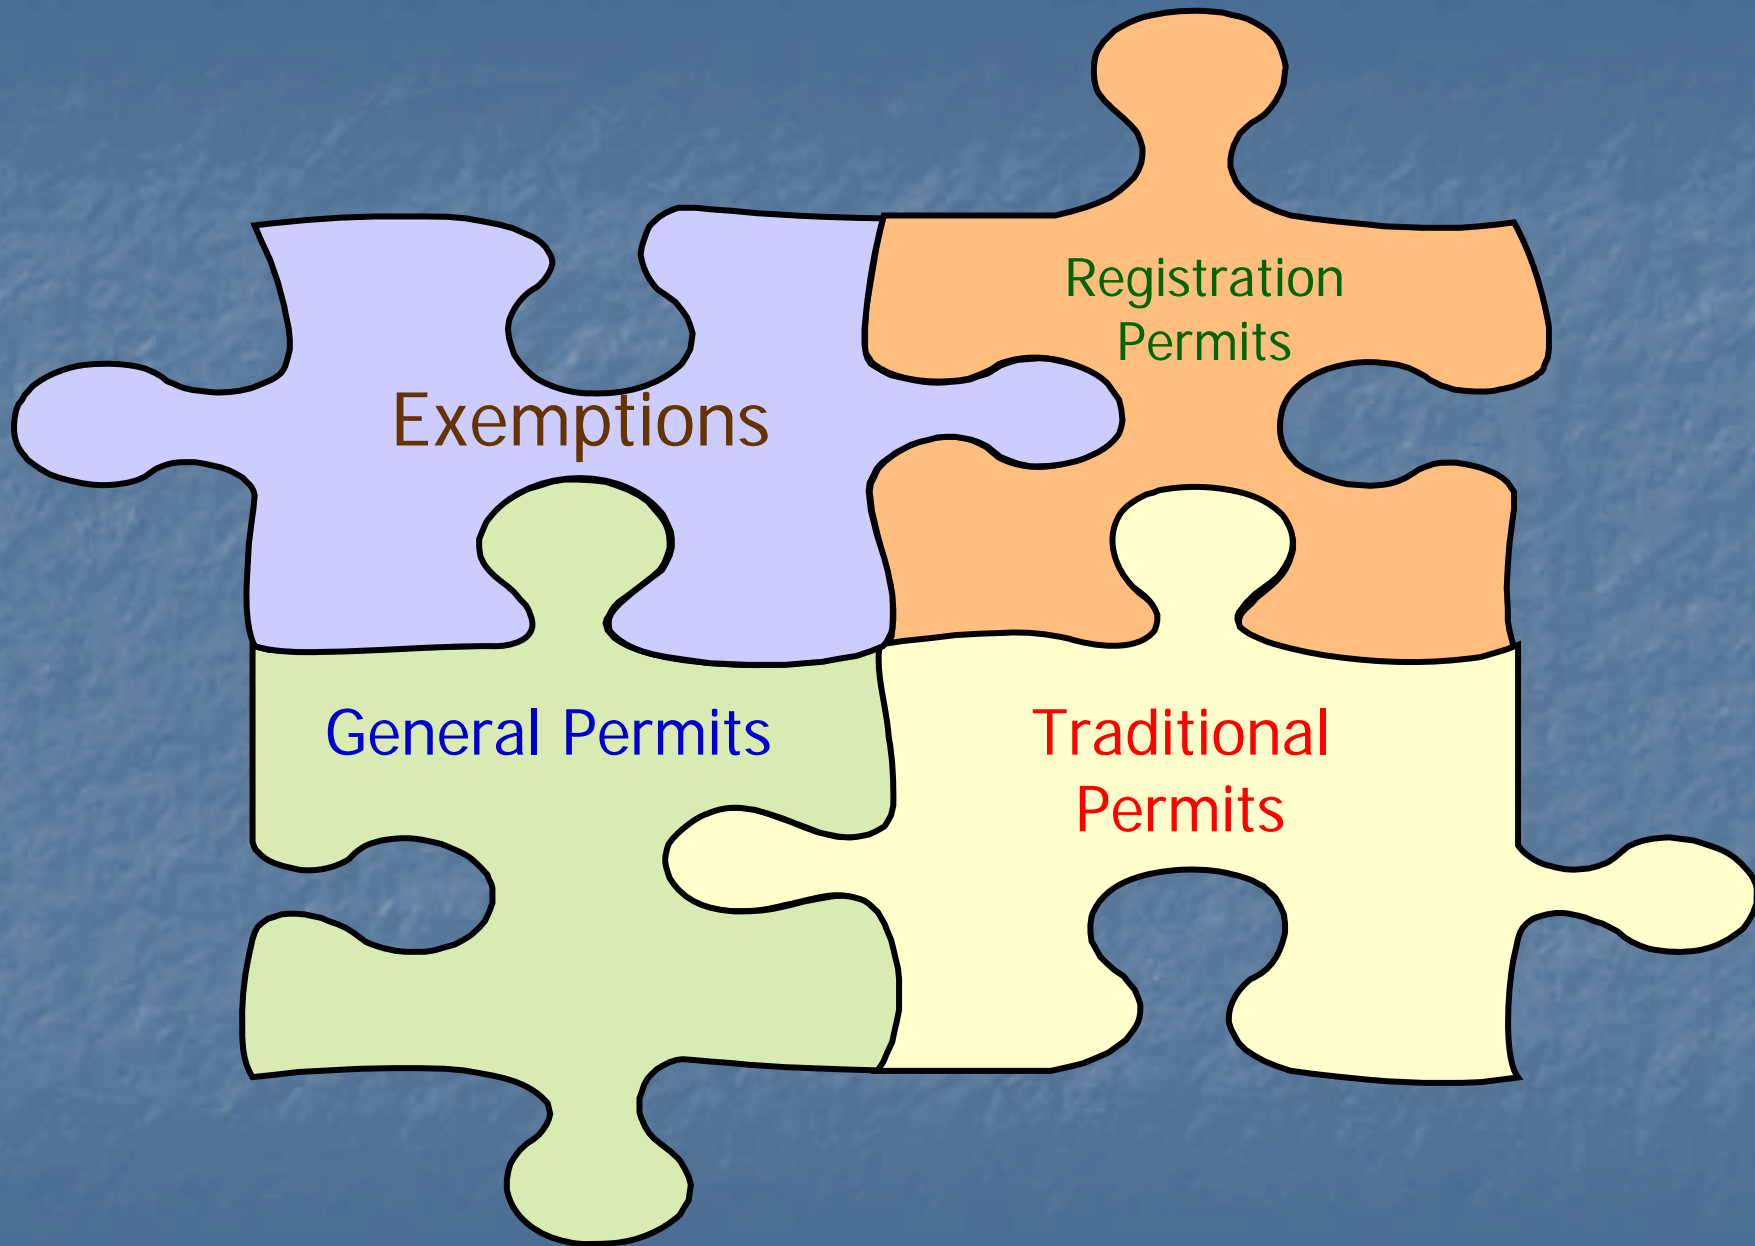 Registration
Permits
Exemptions
General Permits
Traditional
Permits